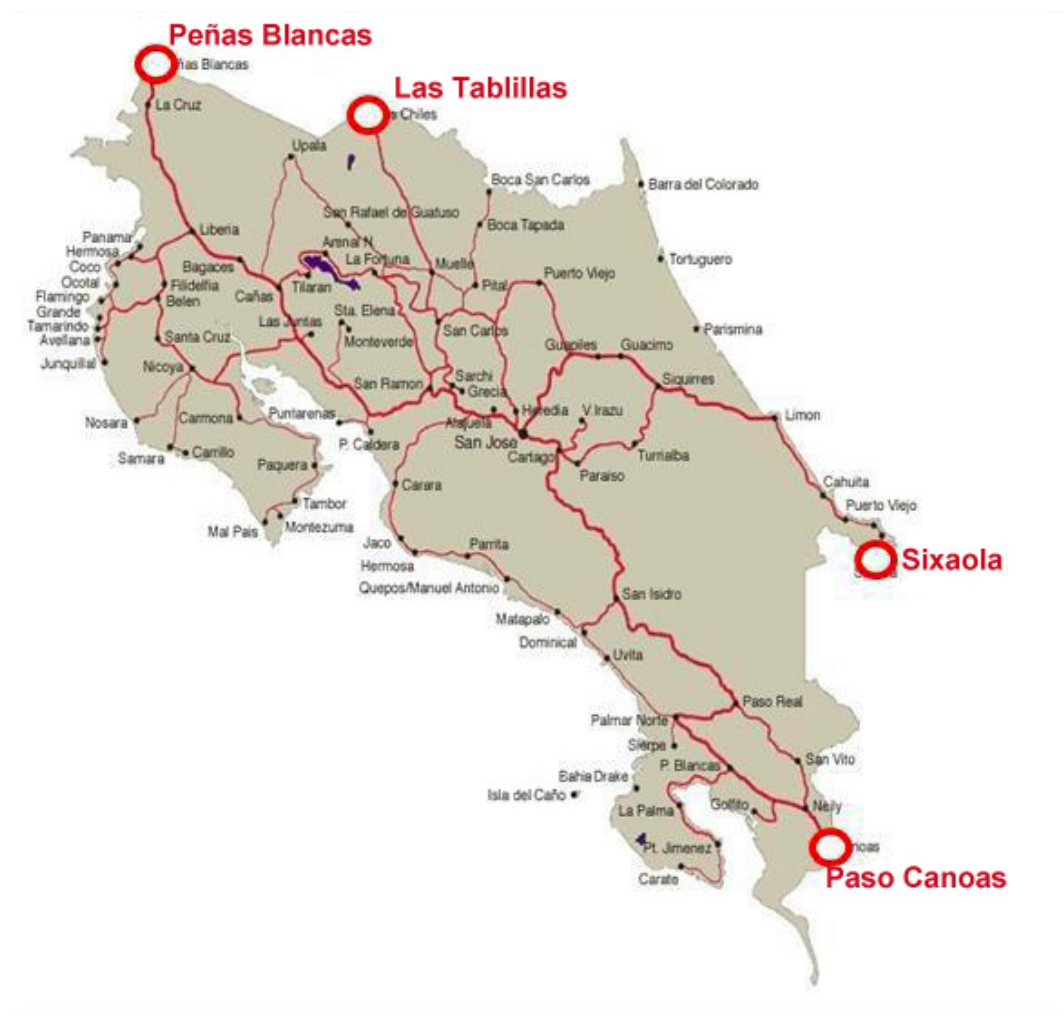 Peñas Blancas
ñas Blancas
Las Tablillas
La Cruz
Chiles
Upala
Boca San Carlos
Barra del Colorado
San Rafael de Guatuso
Boca Tapada
Panama
Liberia
Hermosa
Arenal N.
Coco
Bagaces
La Fortuna
Muelle
Tortuguero
Ocotal
Filidelfia
Tilaran
Pital
Puerto Viejo
Flamingo
Belen
Cañas
Grande
Sta. Elena
Tamarindo
Las Juntas
San Carlos
Parismina
Avellana
Santa Cruz
Monteverde
Guapiles
Guacimo
Junquillal
Nicoya
San Ramon
Sarchi
Siquirres
Grecia
Nosara
Carmona
Puntarenas
Heredia
V.Irazu
Limon
Alajuela
P. Caldera
San Jose
Samara
Carrillo
Cartago
Turrialba
Paquera
Paraiso
Carara
Cahuita
Tambor
Puerto Viejo
Mal Pais
Montezuma
Jaco
Parrita
Hermosa
Sixaola
Quepos/Manuel Antonio
San Isidro
Matapalo
Dominical
Uvita
Paso Real
Palmar Norte
Sierpe
San Vito
P. Blancas
Bahia Drake
Isla del Caño
Golfito
Neily
La Palma
Pt. Jimenez
noas
Carate
Paso Canoas